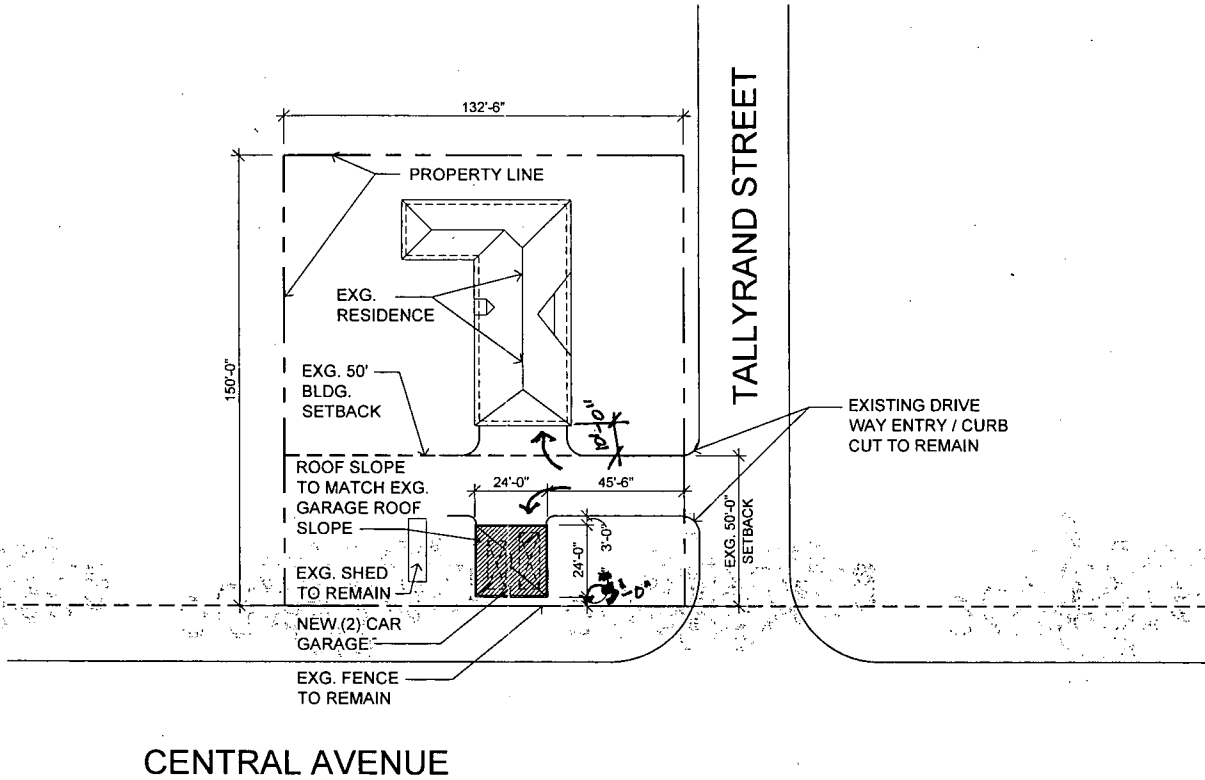 132'-6"
TALLYRAND STREET
PROPERTY LINE
150'-0"
EXG.
RESIDENCE
EXG. 50'
BLDG.
SETBACK
EXISTING DRIVE
WAY ENTRY / CURB
CUT TO REMAIN
ROOF SLOPE
TO MATCH EXG.
GARAGE ROOF
SLOPE
24'-0"
45'-6"
EXG. 50'-0"
SETBACK
3'-0"
24'-0"
EXG. SHED
TO REMAIN
NEW (2) CAR
GARAGE
EXG. FENCE
TO REMAIN
CENTRAL AVENUE